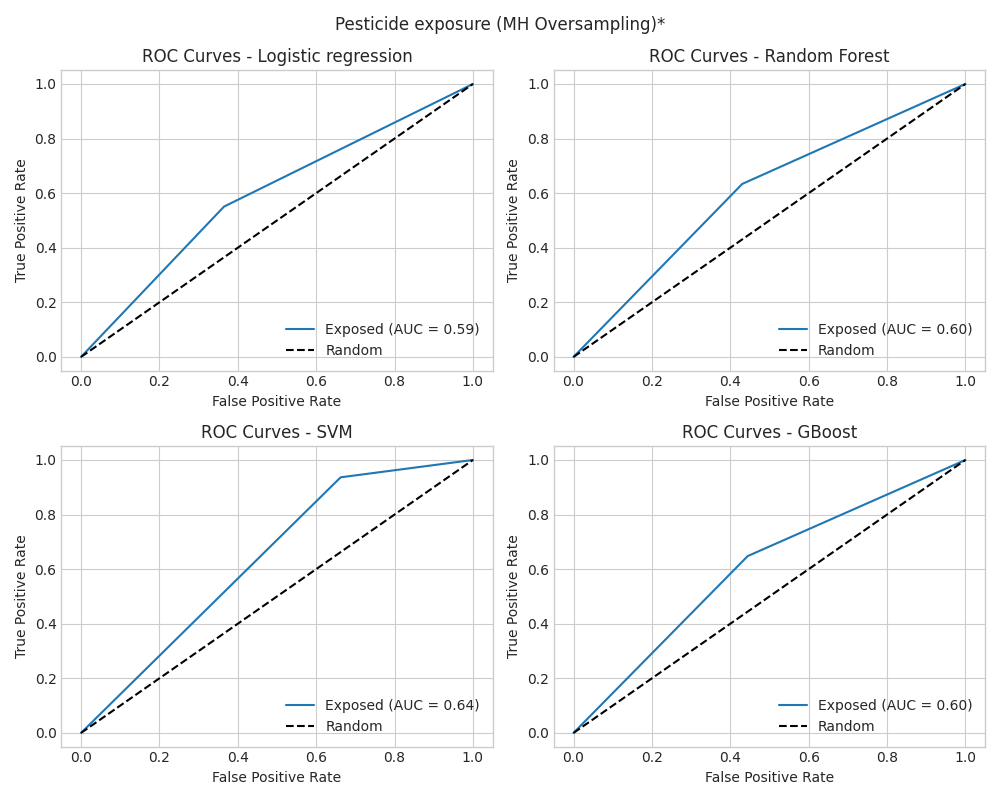 Pesticide exposure (MH Oversampling)*
ROC Curves - Logistic regression
1.0
0.8
0.6
0.4
0.2
0.0
True Positive Rate
Exposed (AUC = 0.59)
Random
0.0 0.2 0.4 0.6 0.8 1.0
False Positive Rate
ROC Curves - Random Forest
1.0
0.8
0.6
0.4
0.2
0.0
True Positive Rate
Exposed (AUC = 0.60)
Random
0.0 0.2 0.4 0.6 0.8 1.0
False Positive Rate
ROC Curves - SVM
1.0
0.8
0.6
0.4
0.2
0.0
True Positive Rate
Exposed (AUC = 0.64)
Random
0.0 0.2 0.4 0.6 0.8 1.0
False Positive Rate
ROC Curves - GBoost
1.0
0.8
0.6
0.4
0.2
0.0
True Positive Rate
Exposed (AUC = 0.60)
Random
0.0 0.2 0.4 0.6 0.8 1.0
False Positive Rate